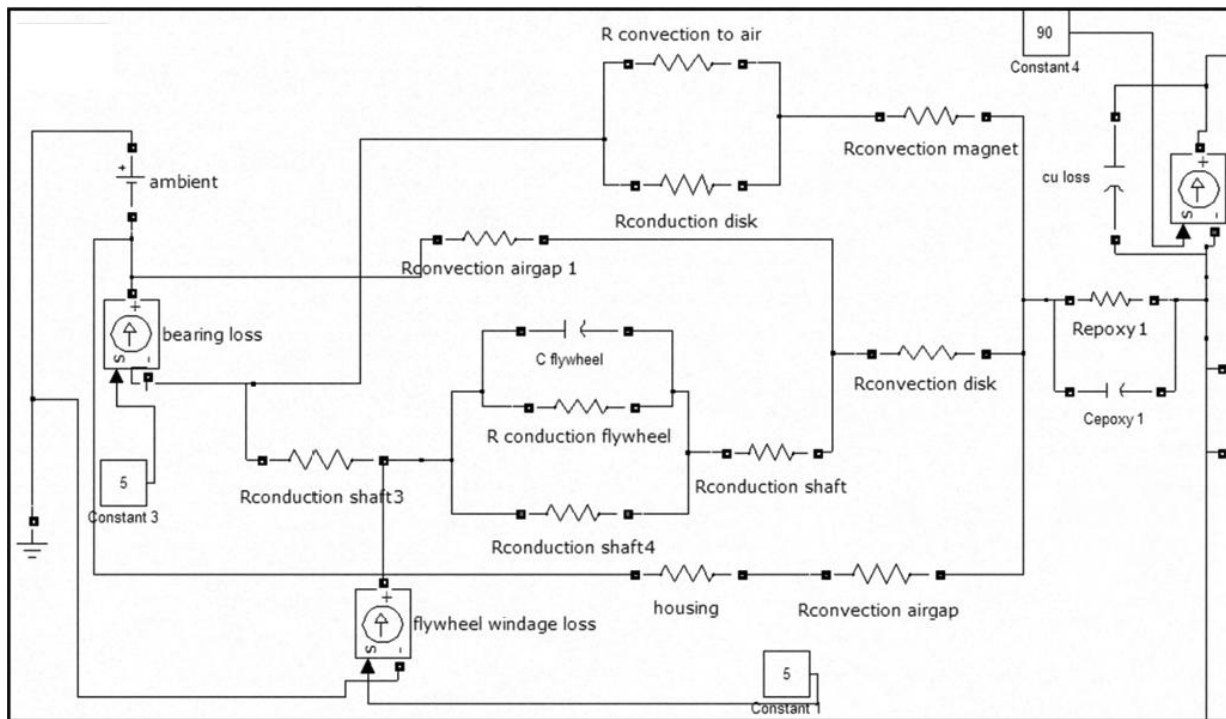 R convection to air
90
Constant 4
Rconvection magnet
+
ambient
cu loss
+
S
-
Rconduction disk
Rconvection airgap 1
+
bearing loss
S
-
C flywheel
Repoxy 1
Rconvection disk
R conduction flywheel
Cepoxy 1
5
Constant 3
Rconduction shaft3
Rconduction shaft
Rconduction shaft4
housing
Rconvection airgap
+
flywheel windage loss
S
-
5
Constant 1